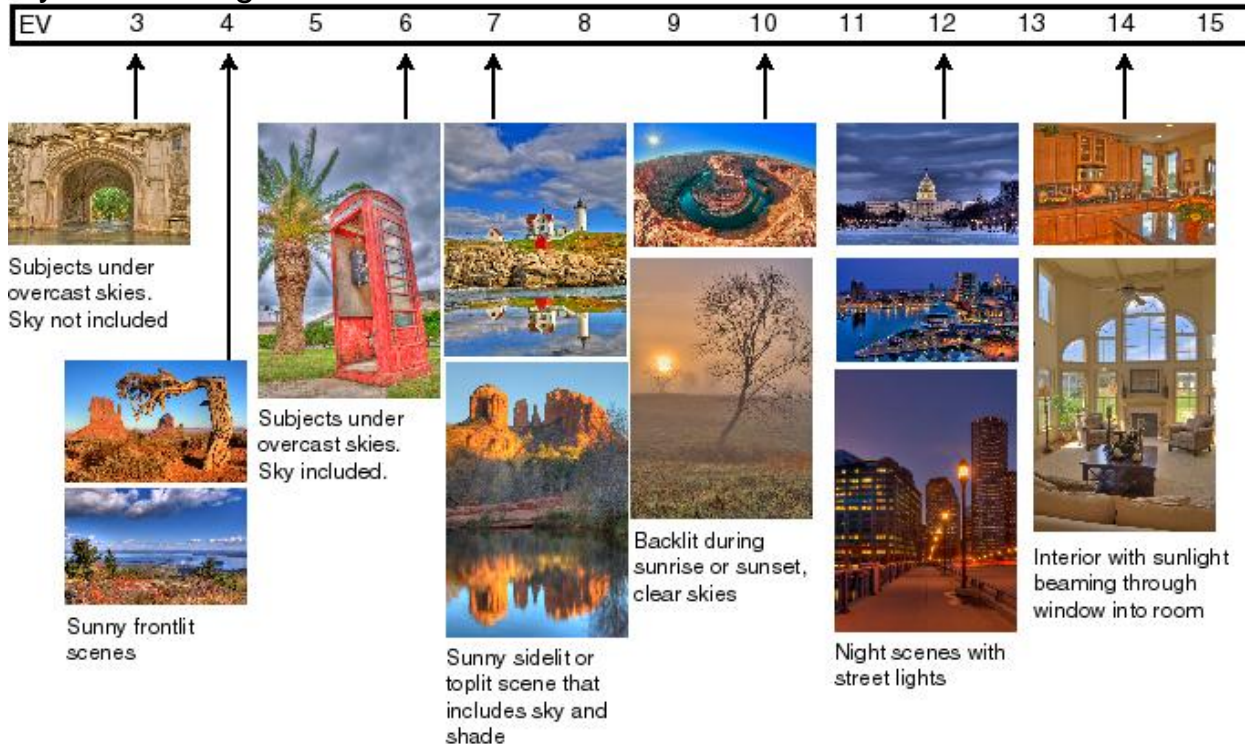 EV 3 4 5 6 7 8 9 10 11 12 13 14 15
Subjects under
overcast skies.
Sky not included
Sunny frontlit
scenes
Subjects under
overcast skies.
Sky included.
Sunny sidelit or
toplit scene that
includes sky and
shade
Backlit during
sunrise or sunset,
clear skies
Night scenes with
street lights
Interior with sunlight
beaming through
window into room